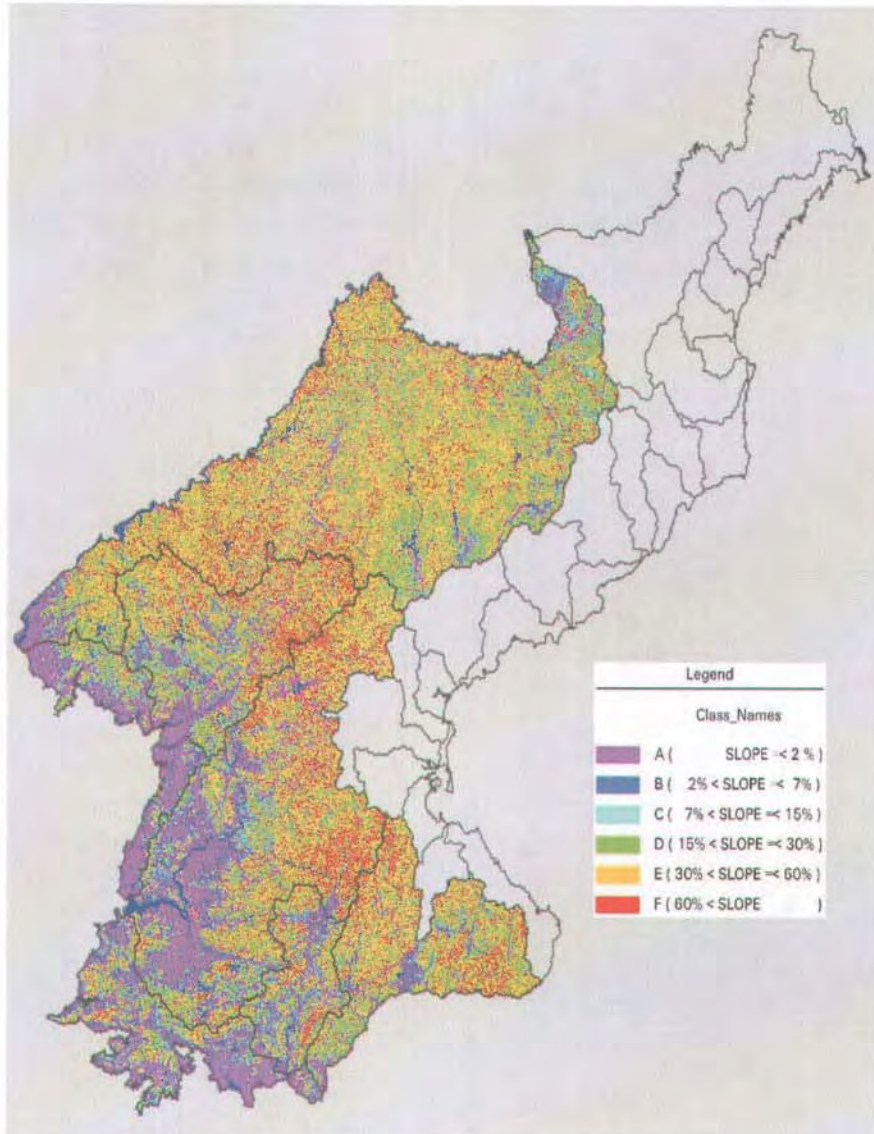 Legend
Class_Names
A ( SLOPE =< 2 % )
B ( 2% < SLOPE =< 7% )
C ( 7% < SLOPE =< 15% )
D ( 15% < SLOPE =< 30% )
E ( 30% < SLOPE =< 60% )
F ( 60% < SLOPE )